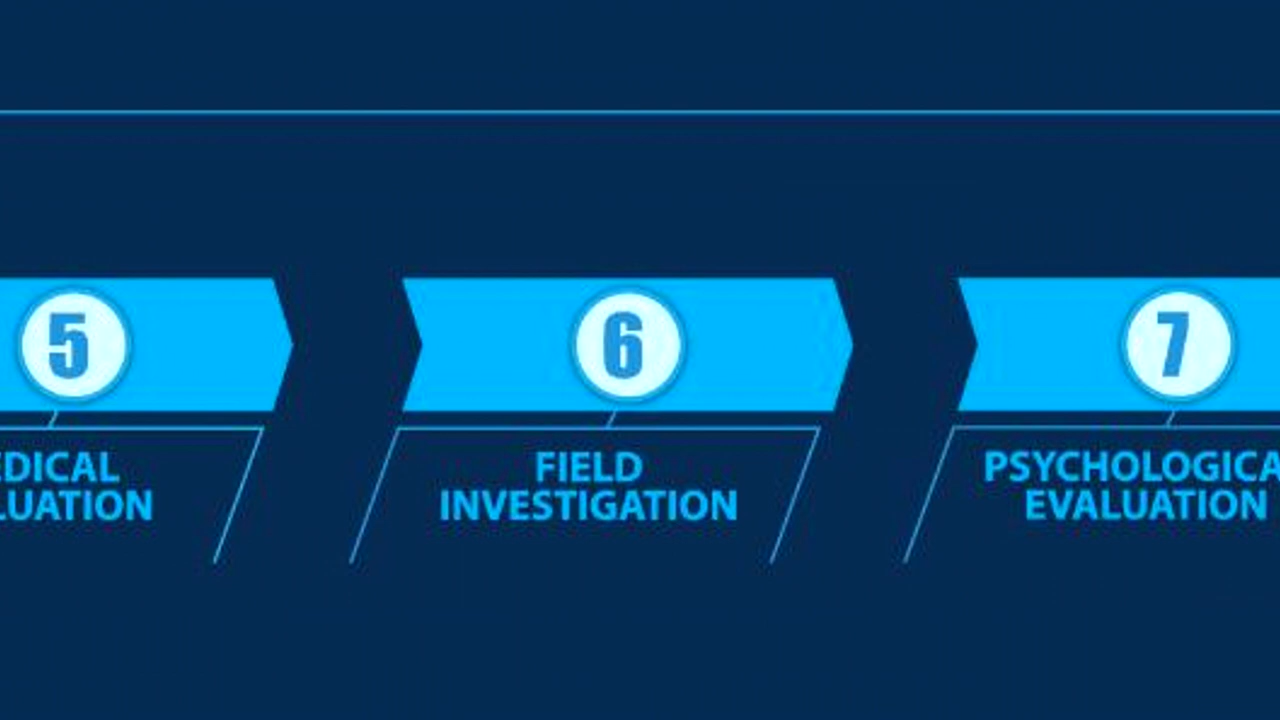 5
6
7
EDICAL
LUATION
FIELD
INVESTIGATION
PSYCHOLOGICA
EVALUATION